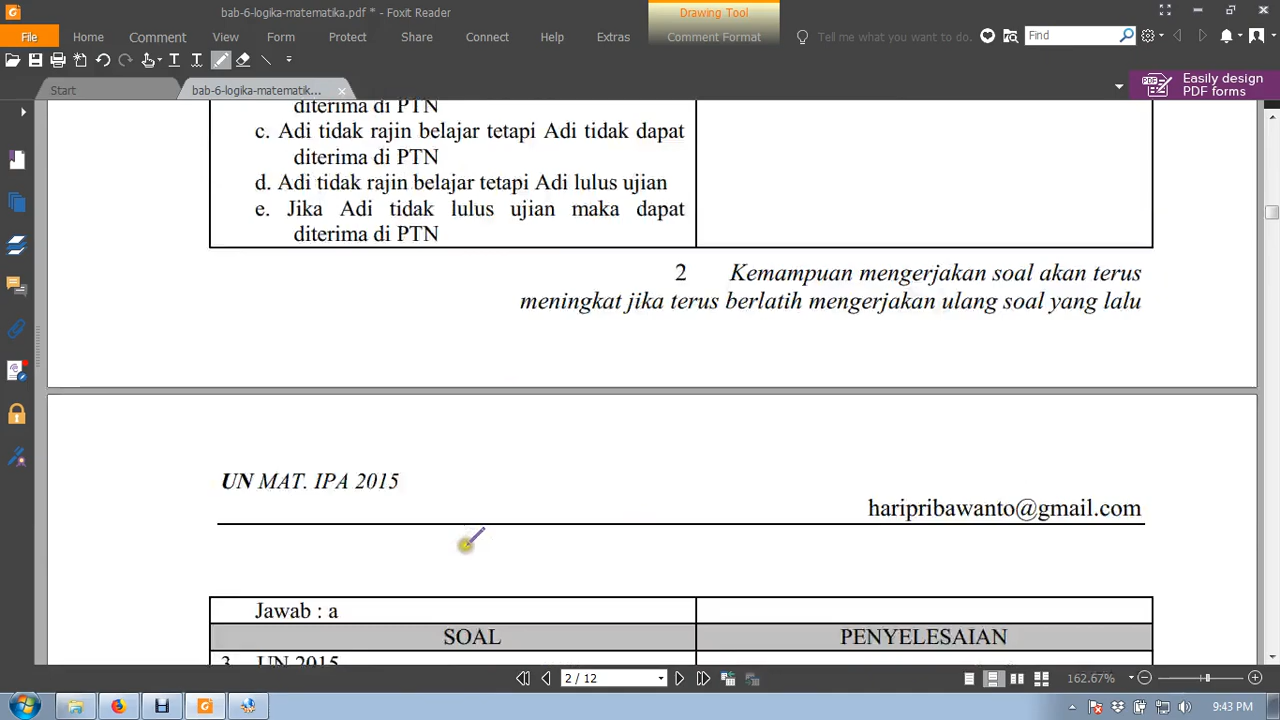 bab-6-logika-matematika.pdf * - Foxit Reader
Drawing Tool
File
Home
Comment
View
Form
Protect
Share
Connect
Help
Extras
Comment Format
Tell me what you want to do.
Find
Start
bab-6-logika-matematik...
Easily design
PDF forms
diterima di PTN
c. Adi tidak rajin belajar tetapi Adi tidak dapat
diterima di PTN
d. Adi tidak rajin belajar tetapi Adi lulus ujian
e. Jika Adi tidak lulus ujian maka dapat
diterima di PTN
2 Kemampuan mengerjakan soal akan terus
meningkat jika terus berlatih mengerjakan ulang soal yang lalu
UN MAT. IPA 2015
haripribawanto@gmail.com
Jawab : a
SOAL
PENYELESAIAN
3. UN 2015
2 / 12
162.67%
9:43 PM